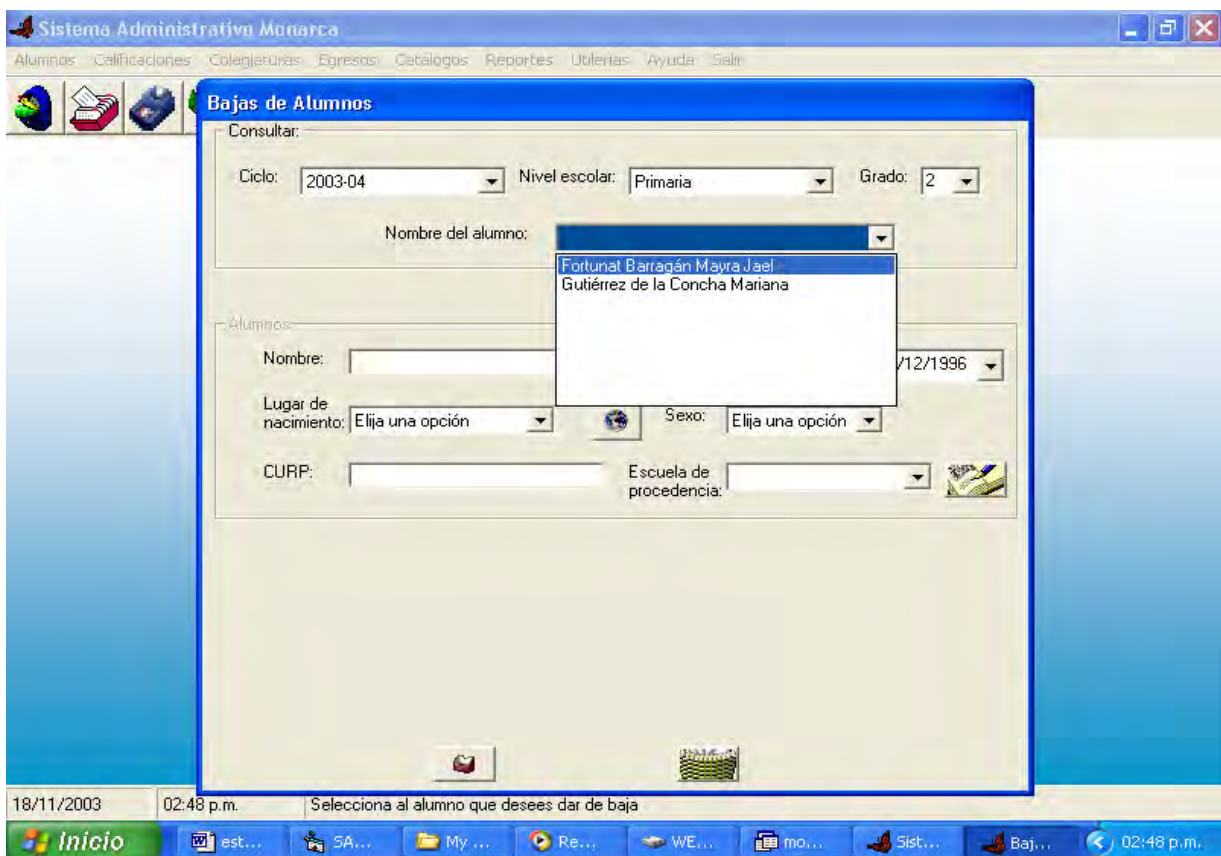 Sistema Administrativo Monarca
Alumnos Calificaciones Colegiaturas Egresos Catálogos Reportes Utilerias Ayuda Salir
Bajas de Alumnos
Consultar:
Ciclo: 2003-04 Nivel escolar: Primaria Grado: 2
Nombre del alumno:
Fortunat Barragán Mayra Jael
Gutiérrez de la Concha Mariana
Alumnos
Nombre: /12/1996
Lugar de
nacimiento: Elija una opción Sexo: Elija una opción
CURP: Escuela de
procedencia:
18/11/2003 02:48 p.m. Selecciona al alumno que desees dar de baja
Inicio est... SA... My ... Re... WE... mo... Sist... Baj... 02:48 p.m.